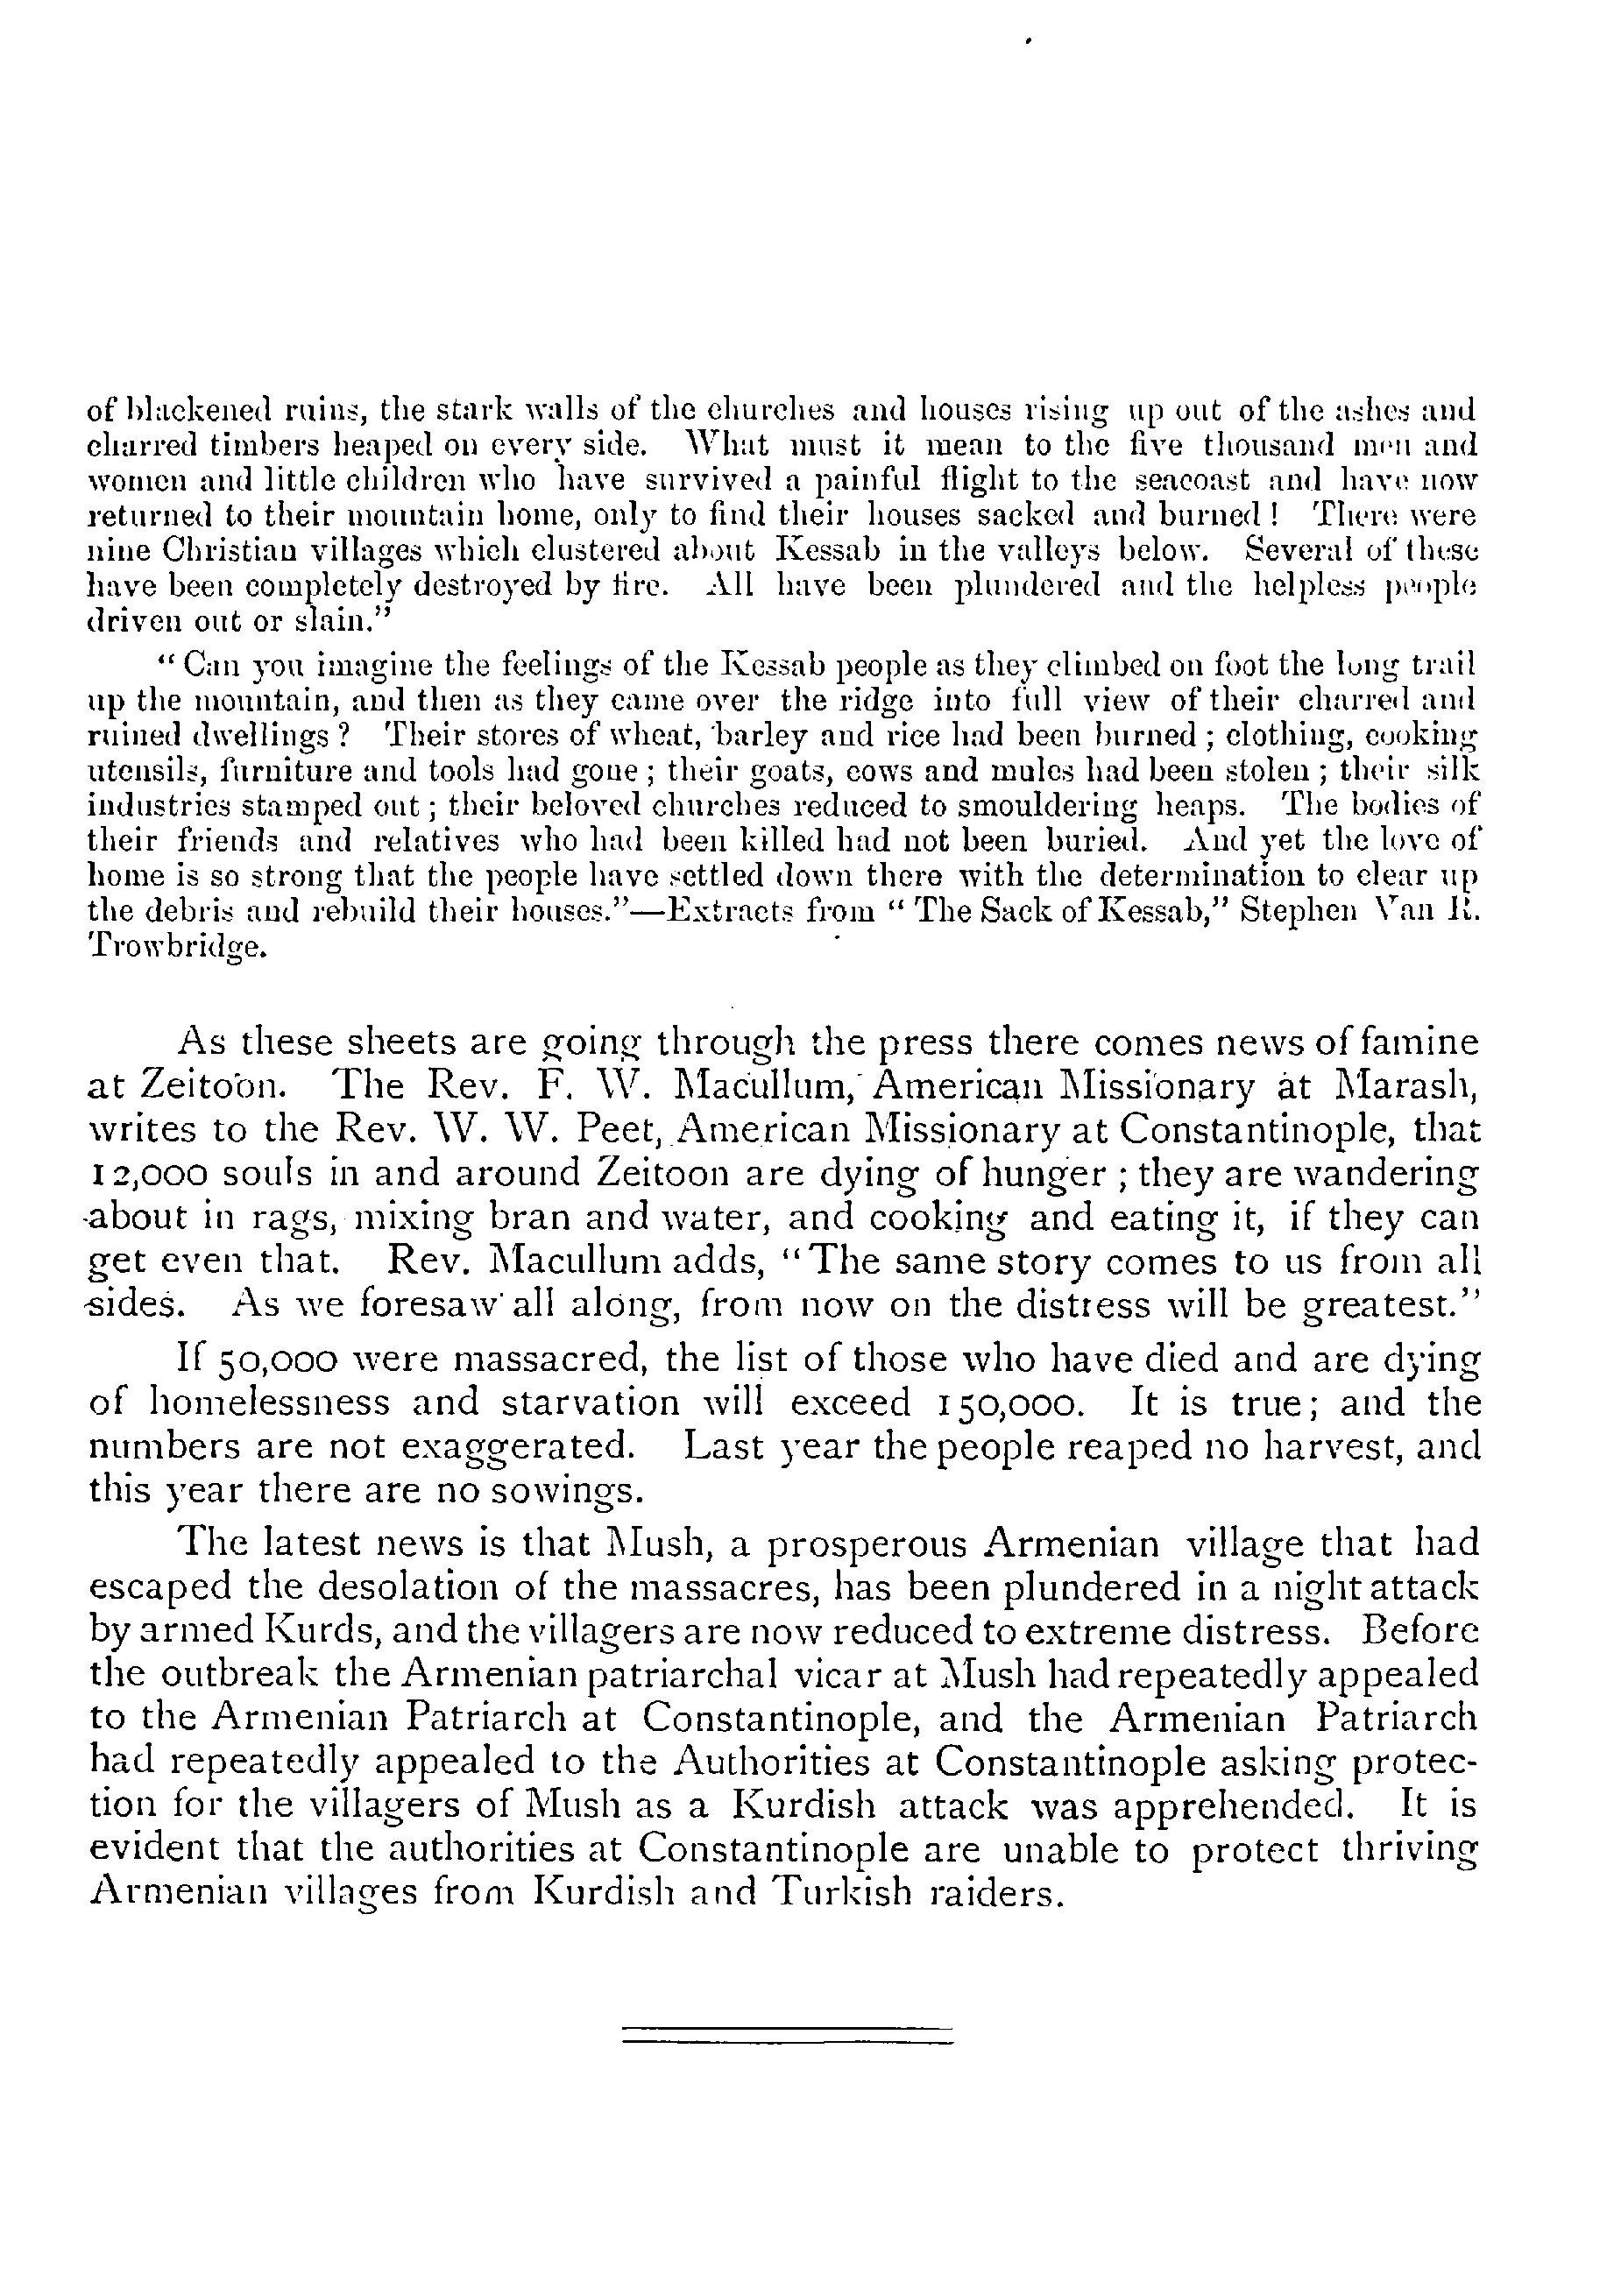 of blackened ruins, the stark walls of the churches and houses rising up out of the ashes and
charred timbers heaped on every side. What must it mean to the five thousand men and
women and little children who have survived a painful flight to the seacoast and have now
returned to their mountain home, only to find their houses sacked and burned! There were
nine Christian villages which clustered about Kessab in the valleys below. Several of these
have been completely destroyed by fire. All have been plundered and the helpless people
driven out or slain.”
“Can you imagine the feelings of the Kessab people as they climbed on foot the long trail
up the mountain, and then as they came over the ridge into full view of their charred and
ruined dwellings? Their stores of wheat, barley and rice had been burned; clothing, cooking
utensils, furniture and tools had gone; their goats, cows and mules had been stolen; their silk
industries stamped out; their beloved churches reduced to smouldering heaps. The bodies of
their friends and relatives who had been killed had not been buried. And yet the love of
home is so strong that the people have settled down there with the determination to clear up
the debris and rebuild their houses.”—Extracts from “The Sack of Kessab,” Stephen Van R.
Trowbridge.
As these sheets are going through the press there comes news of famine
at Zeitoon. The Rev. F. W. Macullum, American Missionary at Marash,
writes to the Rev. W. W. Peet, American Missionary at Constantinople, that
12,000 souls in and around Zeitoon are dying of hunger; they are wandering
about in rags, mixing bran and water, and cooking and eating it, if they can
get even that. Rev. Macullum adds, “The same story comes to us from all
sides. As we foresaw all along, from now on the distress will be greatest.”
If 50,000 were massacred, the list of those who have died and are dying
of homelessness and starvation will exceed 150,000. It is true; and the
numbers are not exaggerated. Last year the people reaped no harvest, and
this year there are no sowings.
The latest news is that Mush, a prosperous Armenian village that had
escaped the desolation of the massacres, has been plundered in a night attack
by armed Kurds, and the villagers are now reduced to extreme distress. Before
the outbreak the Armenian patriarchal vicar at Mush had repeatedly appealed
to the Armenian Patriarch at Constantinople, and the Armenian Patriarch
had repeatedly appealed to the Authorities at Constantinople asking protec-
tion for the villagers of Mush as a Kurdish attack was apprehended. It is
evident that the authorities at Constantinople are unable to protect thriving
Armenian villages from Kurdish and Turkish raiders.